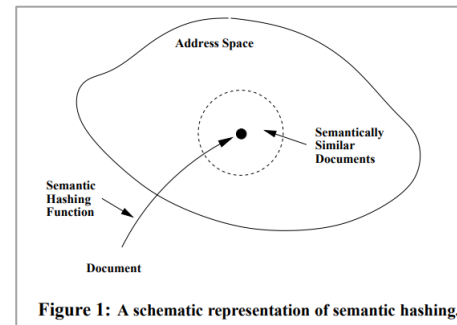 Address Space
Semantically
Similar
Documents
Semantic
Hashing
Function
Document
Figure 1: A schematic representation of semantic hashing.